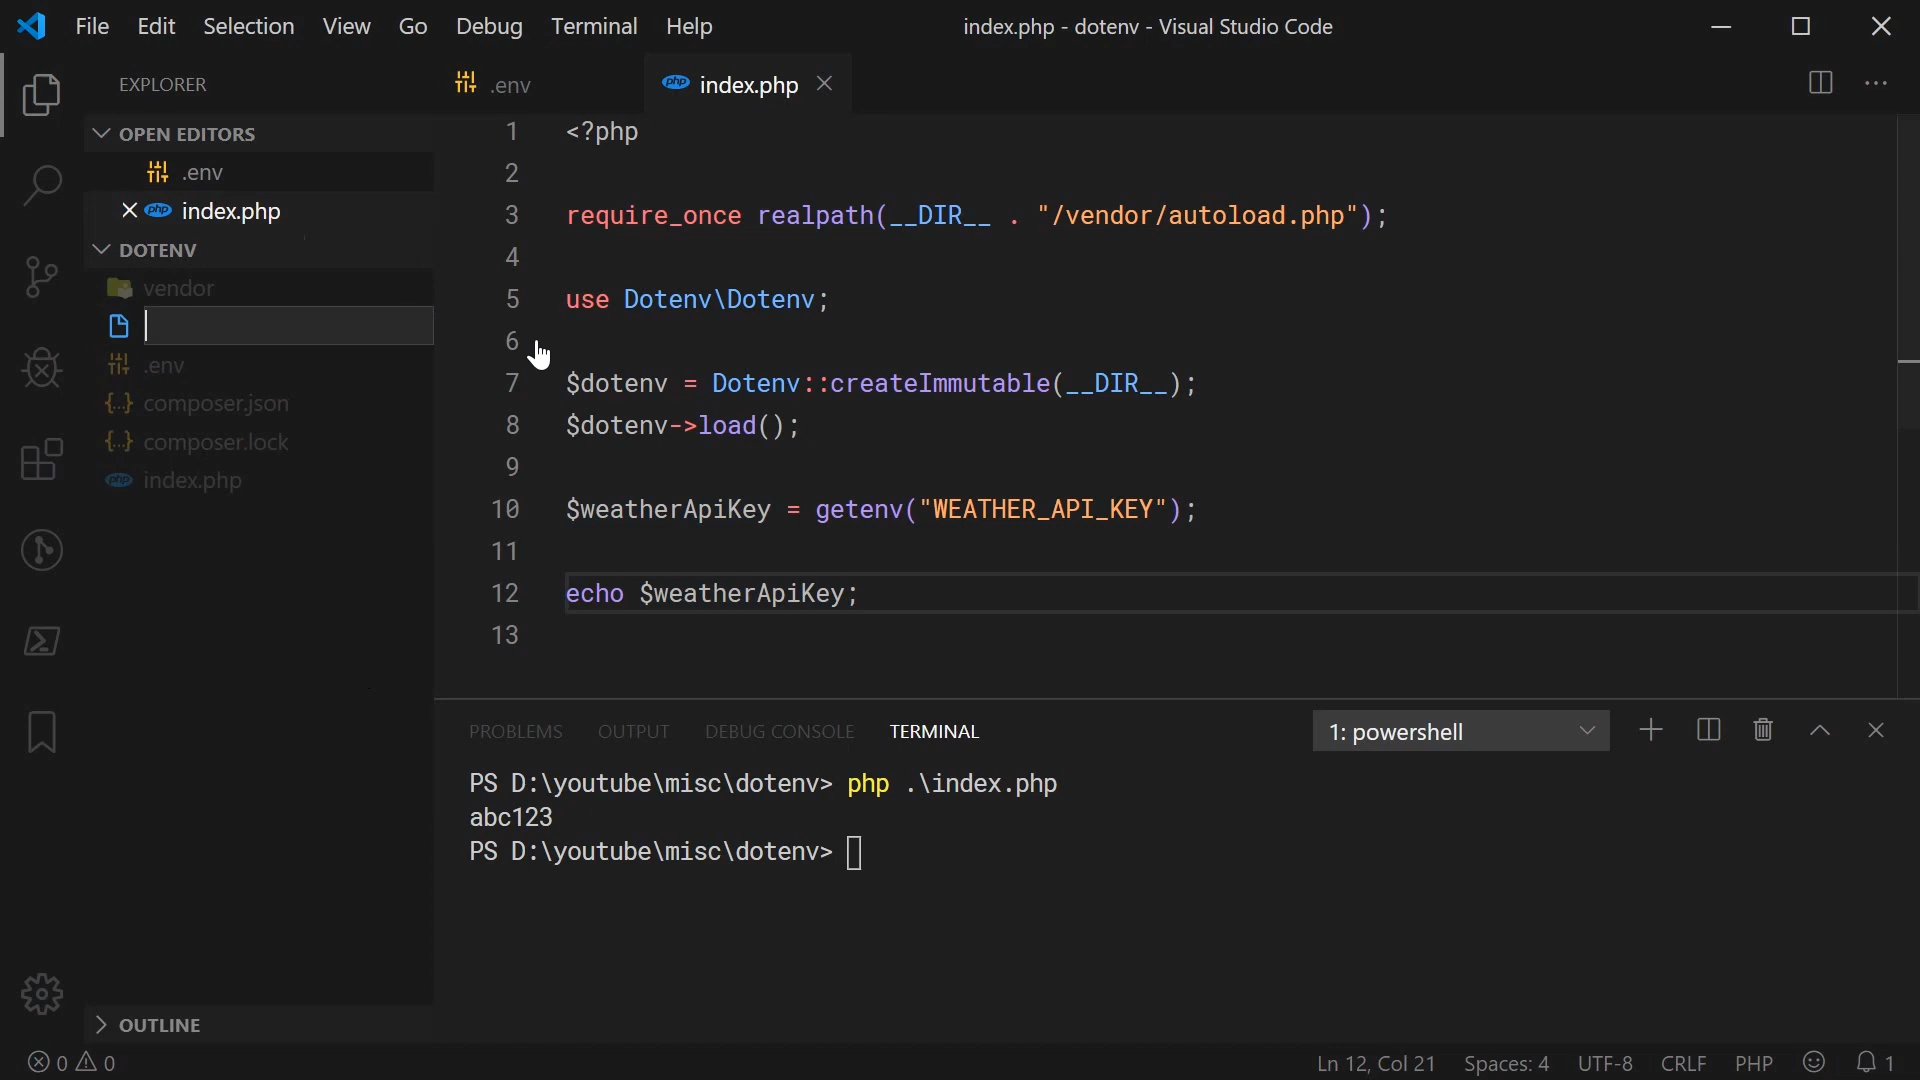 File Edit Selection View Go Debug Terminal Help
index.php - dotenv - Visual Studio Code
EXPLORER
OPEN EDITORS
.env
index.php
DOTENV
vendor
.env
composer.json
composer.lock
index.php
OUTLINE
.env
php index.php
1 <?php
2
3 require_once realpath(__DIR__ . "/vendor/autoload.php");
4
5 use Dotenv\Dotenv;
6
7 $dotenv = Dotenv::createImmutable(__DIR__);
8 $dotenv->load();
9
10 $weatherApiKey = getenv("WEATHER_API_KEY");
11
12 echo $weatherApiKey;
13
PROBLEMS OUTPUT DEBUG CONSOLE TERMINAL
1: powershell
PS D:\youtube\misc\dotenv> php .\index.php
abc123
PS D:\youtube\misc\dotenv>
0 0
Ln 12, Col 21 Spaces: 4 UTF-8 CRLF PHP 1